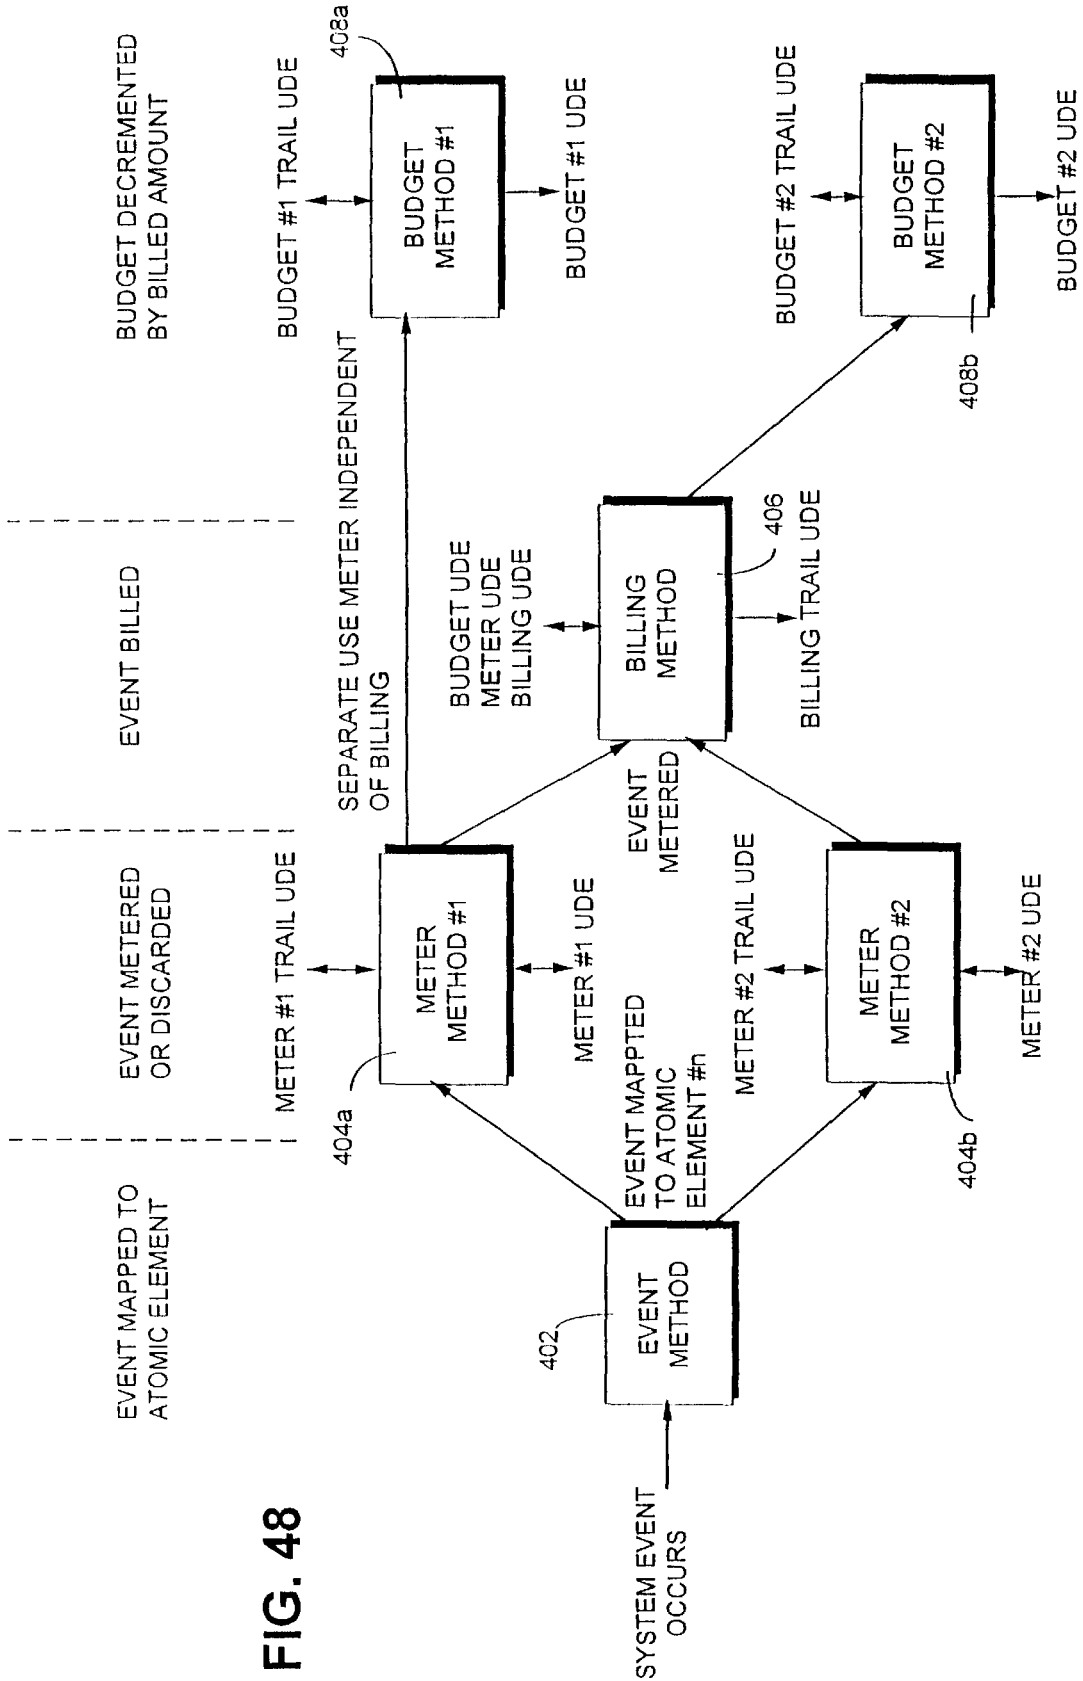 FIG. 48
EVENT MAPPED TO
ATOMIC ELEMENT
EVENT METERED
OR DISCARDED
EVENT BILLED
BUDGET DECREMENTED
BY BILLED AMOUNT
SYSTEM EVENT
OCCURS
402
EVENT
METHOD
EVENT MAPPTED
TO ATOMIC
ELEMENT #n
METER #1 TRAIL UDE
404a
METER
METHOD #1
METER #1 UDE
METER #2 TRAIL UDE
METER
METHOD #2
404b
METER #2 UDE
SEPARATE USE METER INDEPENDENT
OF BILLING
EVENT
METERED
BUDGET UDE
METER UDE
BILLING UDE
BILLING
METHOD
406
BILLING TRAIL UDE
BUDGET #1 TRAIL UDE
408a
BUDGET
METHOD #1
BUDGET #1 UDE
BUDGET #2 TRAIL UDE
BUDGET
METHOD #2
408b
BUDGET #2 UDE